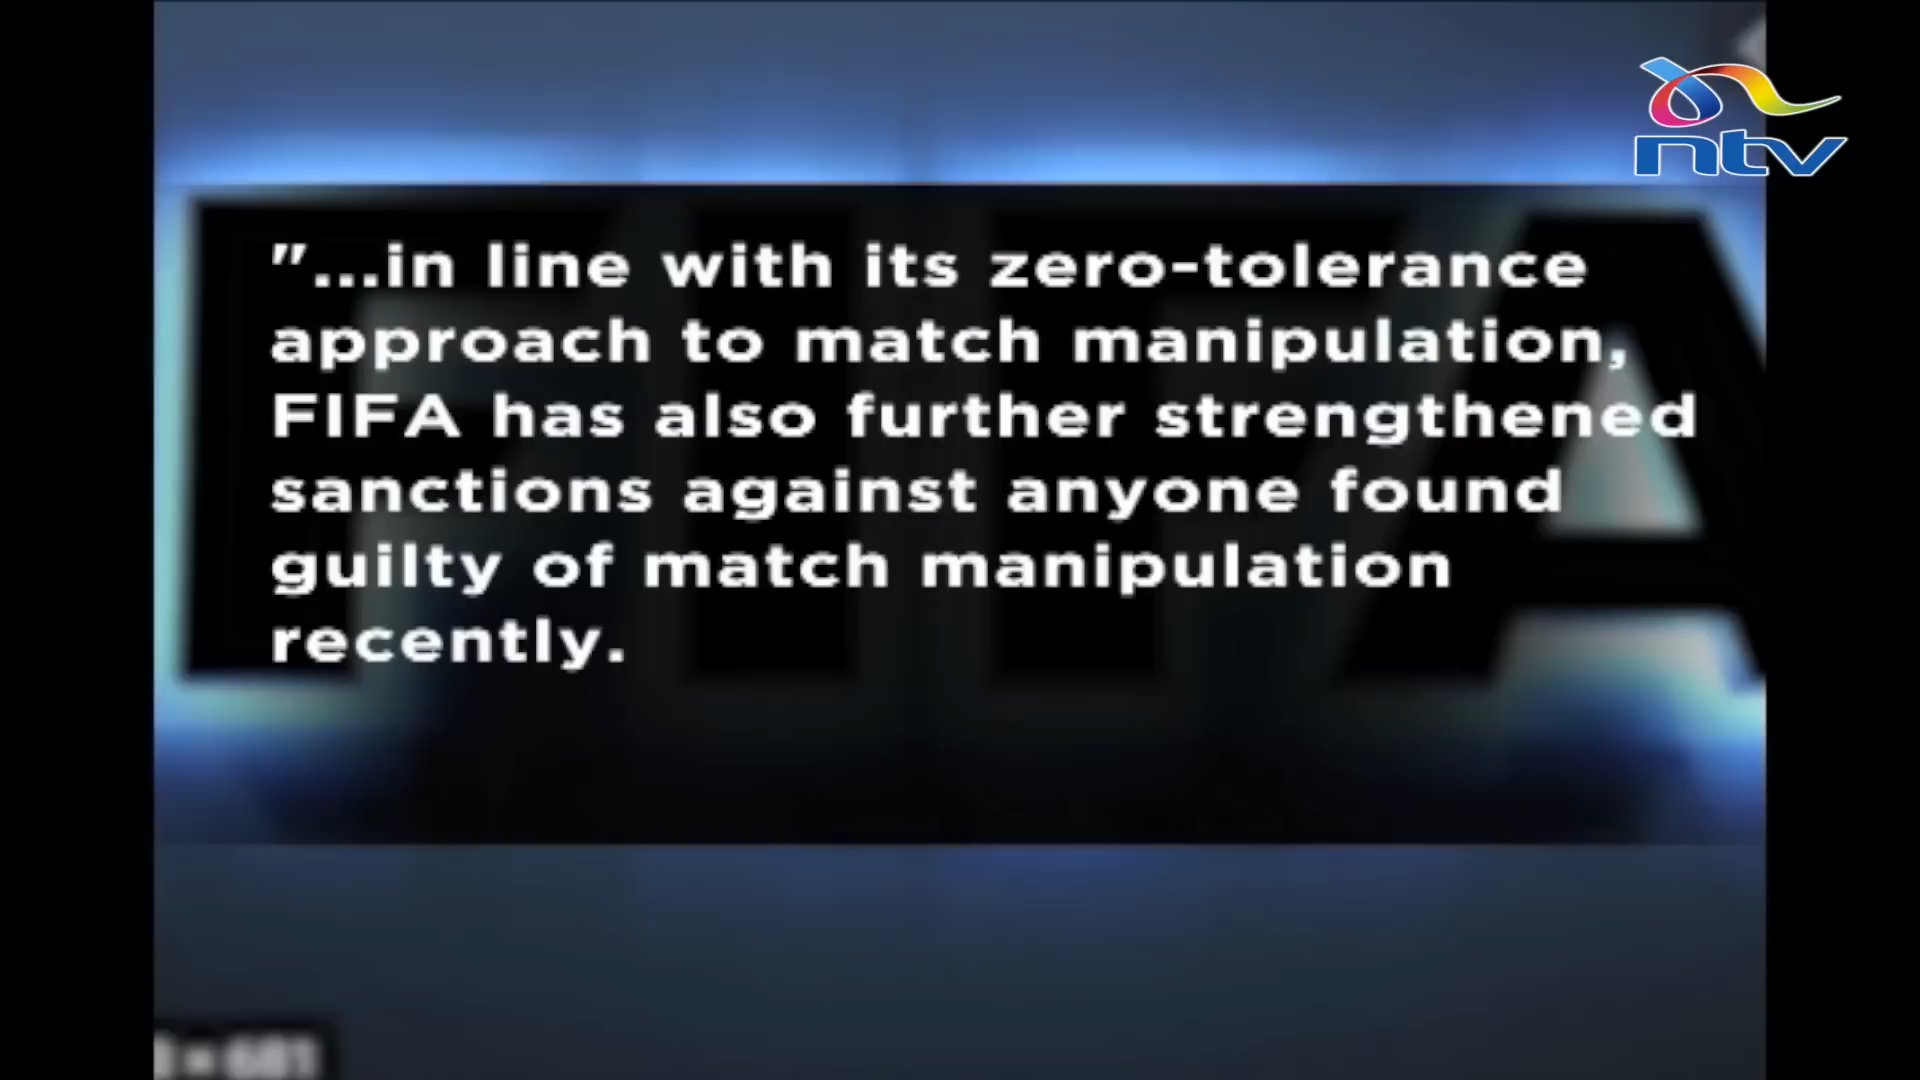 ntv
"...in line with its zero-tolerance
approach to match manipulation,
FIFA has also further strengthened
sanctions against anyone found
guilty of match manipulation
recently.
FIFA